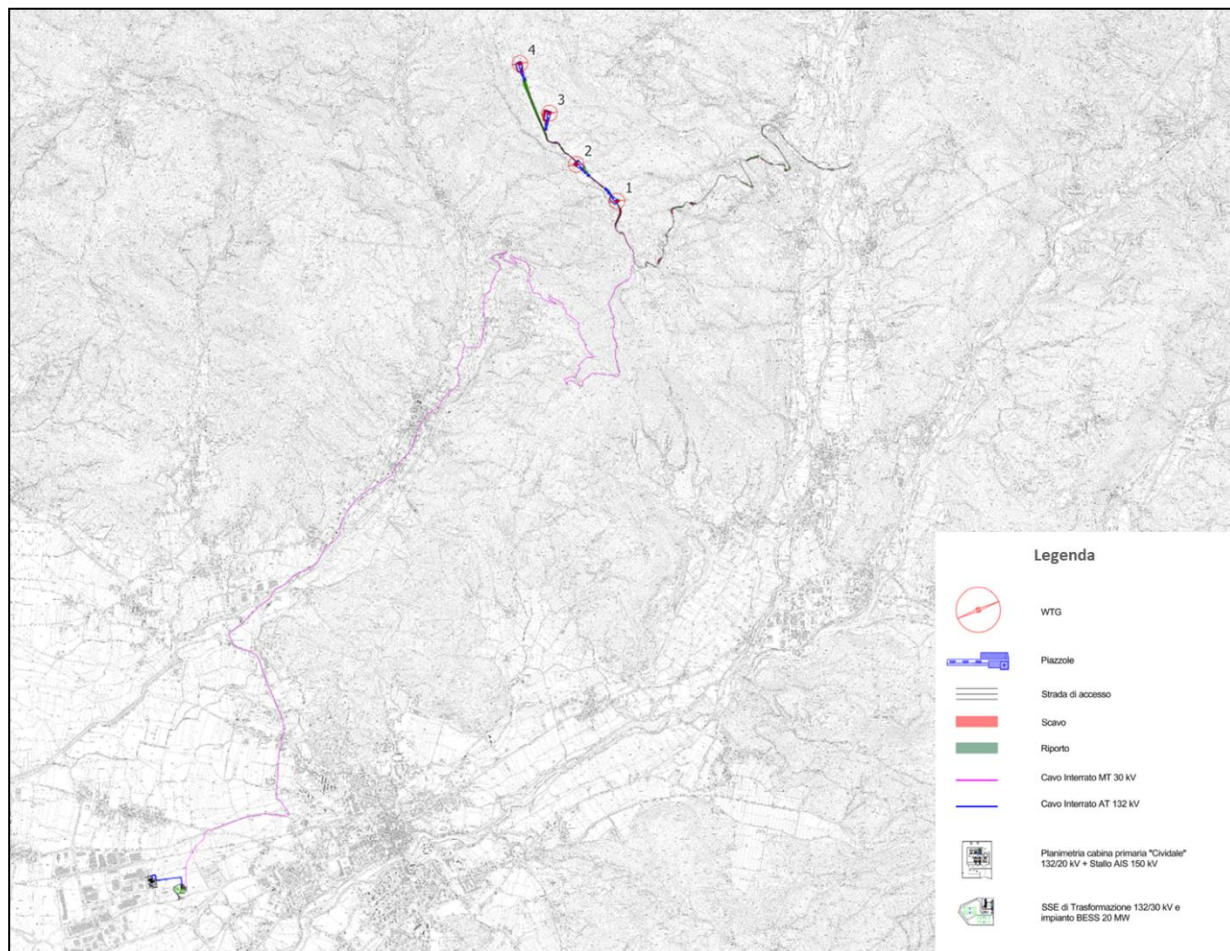 4
3
2
1
Legenda
WTG
Piazzole
Strada di accesso
Scavo
Riporto
Cavo Interrato MT 30 kV
Cavo Interrato AT 132 kV
Planimetria cabina primaria "Cividale"
132/20 kV + Stallo AIS 150 kV
SSE di Trasformazione 132/30 kV e
impianto BESS 20 MW